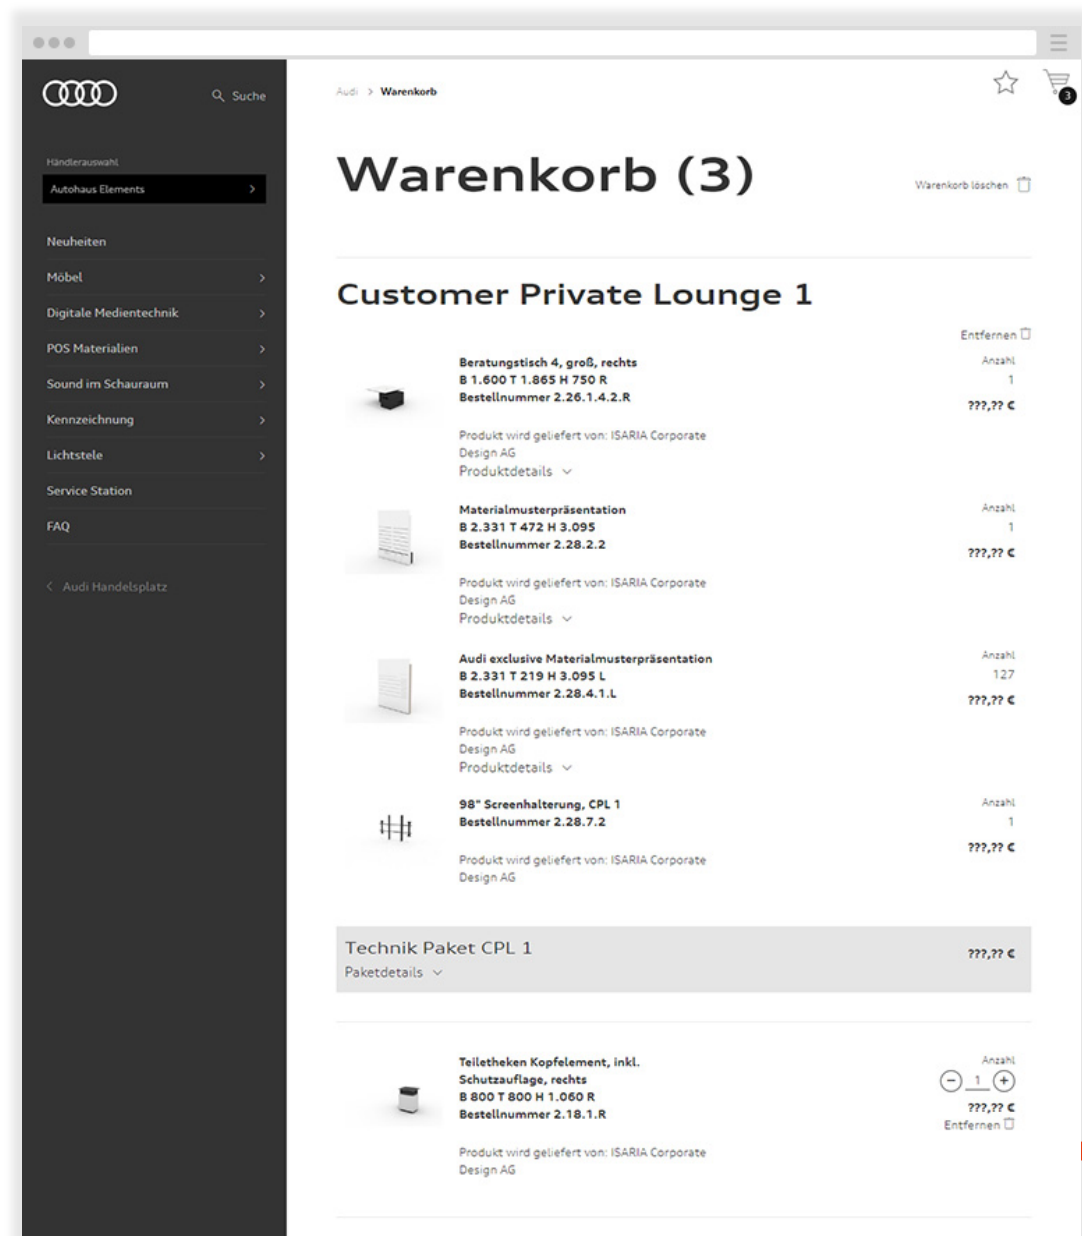 Suche
Audi > Warenkorb
3
Händlerauswahl
Autohaus Elements
Neuheiten
Möbel
Digitale Medientechnik
POS Materialien
Sound im Schauraum
Kennzeichnung
Lichtstele
Service Station
FAQ
Audi Handelsplatz
Warenkorb (3)
Warenkorb löschen
Customer Private Lounge 1
Entfernen
Beratungstisch 4, groß, rechts
B 1.600 T 1.865 H 750 R
Bestellnummer 2.26.1.4.2.R
Anzahl
1
???,?? €
Produkt wird geliefert von: ISARIA Corporate
Design AG
Produktdetails
Materialmusterpräsentation
B 2.331 T 472 H 3.095
Bestellnummer 2.28.2.2
Anzahl
1
???,?? €
Produkt wird geliefert von: ISARIA Corporate
Design AG
Produktdetails
Audi exclusive Materialmusterpräsentation
B 2.331 T 219 H 3.095 L
Bestellnummer 2.28.4.1.L
Anzahl
127
???,?? €
Produkt wird geliefert von: ISARIA Corporate
Design AG
Produktdetails
98" Screenhalterung, CPL 1
Bestellnummer 2.28.7.2
Anzahl
1
???,?? €
Produkt wird geliefert von: ISARIA Corporate
Design AG
Technik Paket CPL 1
???,?? €
Paketdetails
Teiletheken Kopfelement, inkl.
Schutzauflage, rechts
B 800 T 800 H 1.060 R
Bestellnummer 2.18.1.R
Anzahl
1
???,?? €
Entfernen
Produkt wird geliefert von: ISARIA Corporate
Design AG